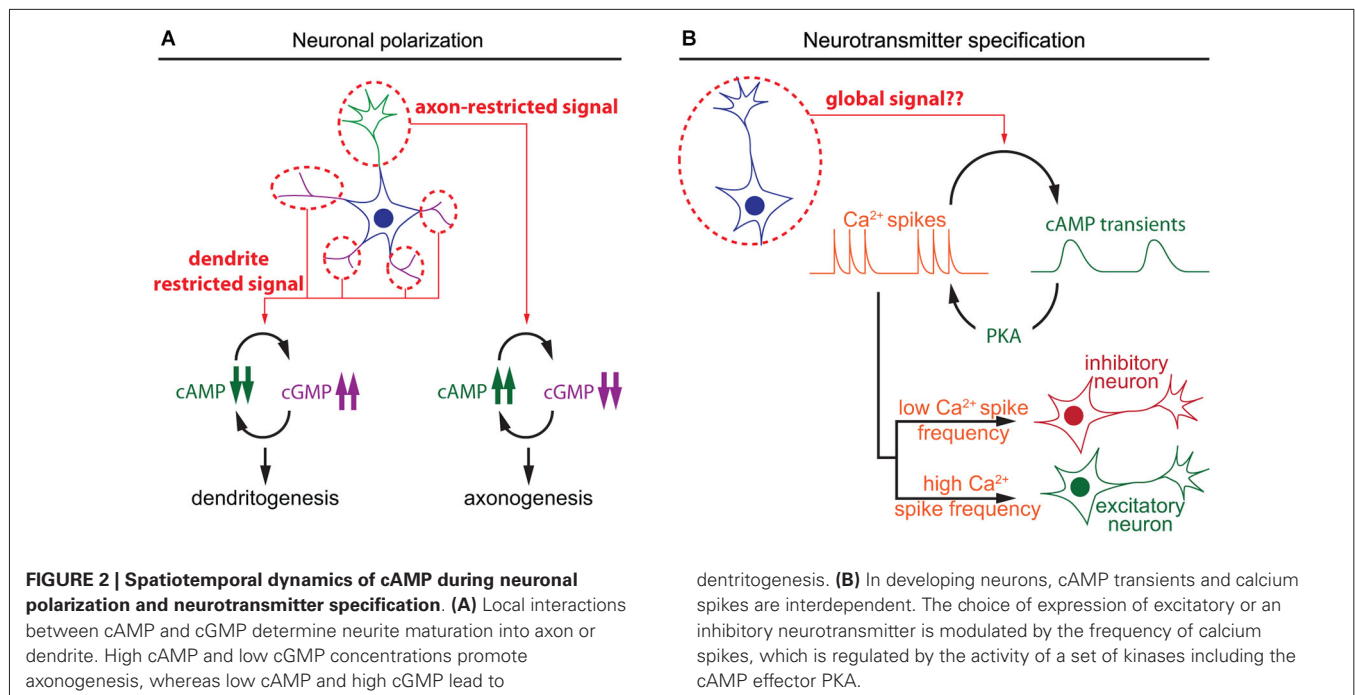 A
Neuronal polarization
axon-restricted signal
dendrite
restricted signal
cAMP
cGMP
cAMP
cGMP
dendritogenesis
axonogenesis
B
Neurotransmitter specification
global signal??
Ca²⁺ spikes
cAMP transients
PKA
inhibitory
neuron
low Ca²⁺ spike
frequency
high Ca²⁺
spike frequency
excitatory
neuron
FIGURE 2 | Spatiotemporal dynamics of cAMP during neuronal
polarization and neurotransmitter specification. (A) Local interactions
between cAMP and cGMP determine neurite maturation into axon or
dendrite. High cAMP and low cGMP concentrations promote
axonogenesis, whereas low cAMP and high cGMP lead to
dentritogenesis. (B) In developing neurons, cAMP transients and calcium
spikes are interdependent. The choice of expression of excitatory or an
inhibitory neurotransmitter is modulated by the frequency of calcium
spikes, which is regulated by the activity of a set of kinases including the
cAMP effector PKA.